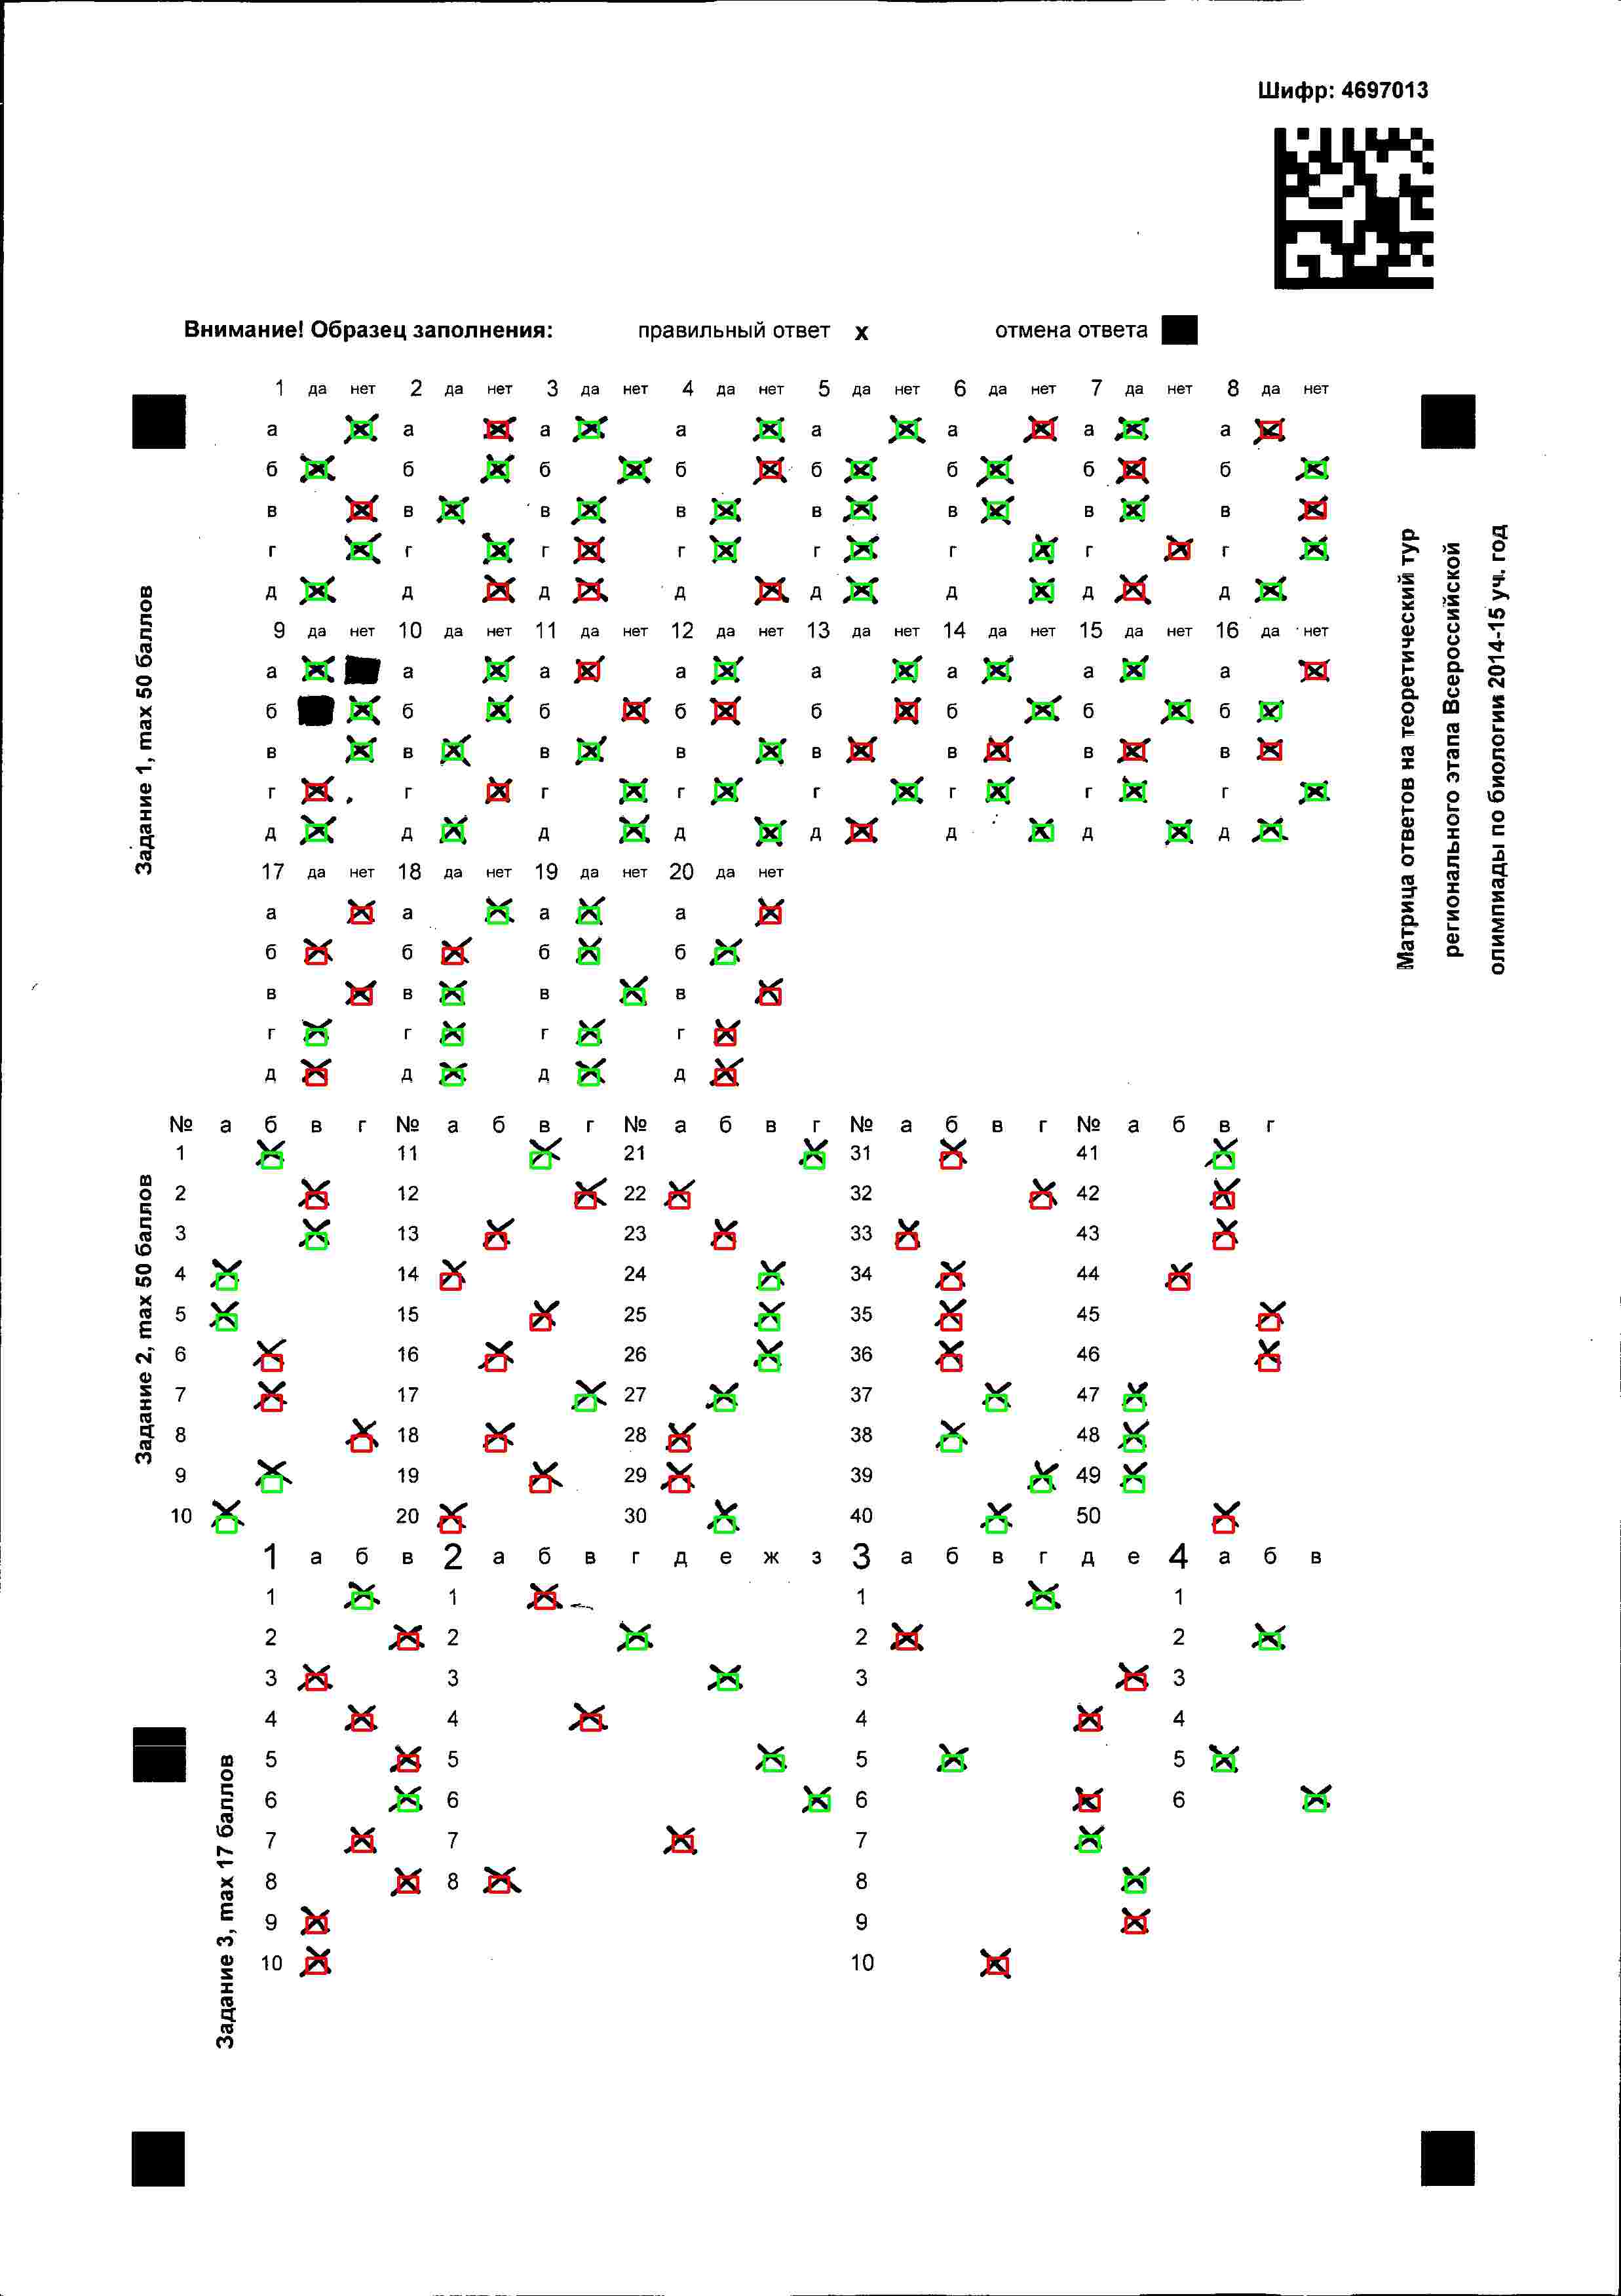 Шифр: 4697013
Внимание! Образец заполнения: правильный ответ x отмена ответа
1 да нет 2 да нет 3 да нет 4 да нет 5 да нет 6 да нет 7 да нет 8 да нет
а а а а а а а а
б б б б б б б б
в в в в в в в в
г г г г г г г г
д д д д д д д д
9 да нет 10 да нет 11 да нет 12 да нет 13 да нет 14 да нет 15 да нет 16 да нет
а а а а а а а а
б б б б б б б б
в в в в в в в в
г г г г г г г г
д д д д д д д д
17 да нет 18 да нет 19 да нет 20 да нет
а а а а
б б б б
в в в в
г г г г
д д д д
Задание 1, max 50 баллов
Матрица ответов на теоретический тур
регионального этапа Всероссийской
олимпиады по биологии 2014-15 уч. год
№ а б в г № а б в г № а б в г № а б в г № а б в г
1 11 21 31 41
2 12 22 32 42
3 13 23 33 43
4 14 24 34 44
5 15 25 35 45
6 16 26 36 46
7 17 27 37 47
8 18 28 38 48
9 19 29 39 49
10 20 30 40 50
Задание 2, max 50 баллов
1 а б в 2 а б в г д е ж з 3 а б в г д е 4 а б в
1 1 1 1
2 2 2 2
3 3 3 3
4 4 4 4
5 5 5 5
6 6 6 6
7 7 7
8 8 8
9 9
10 10
Задание 3, max 17 баллов